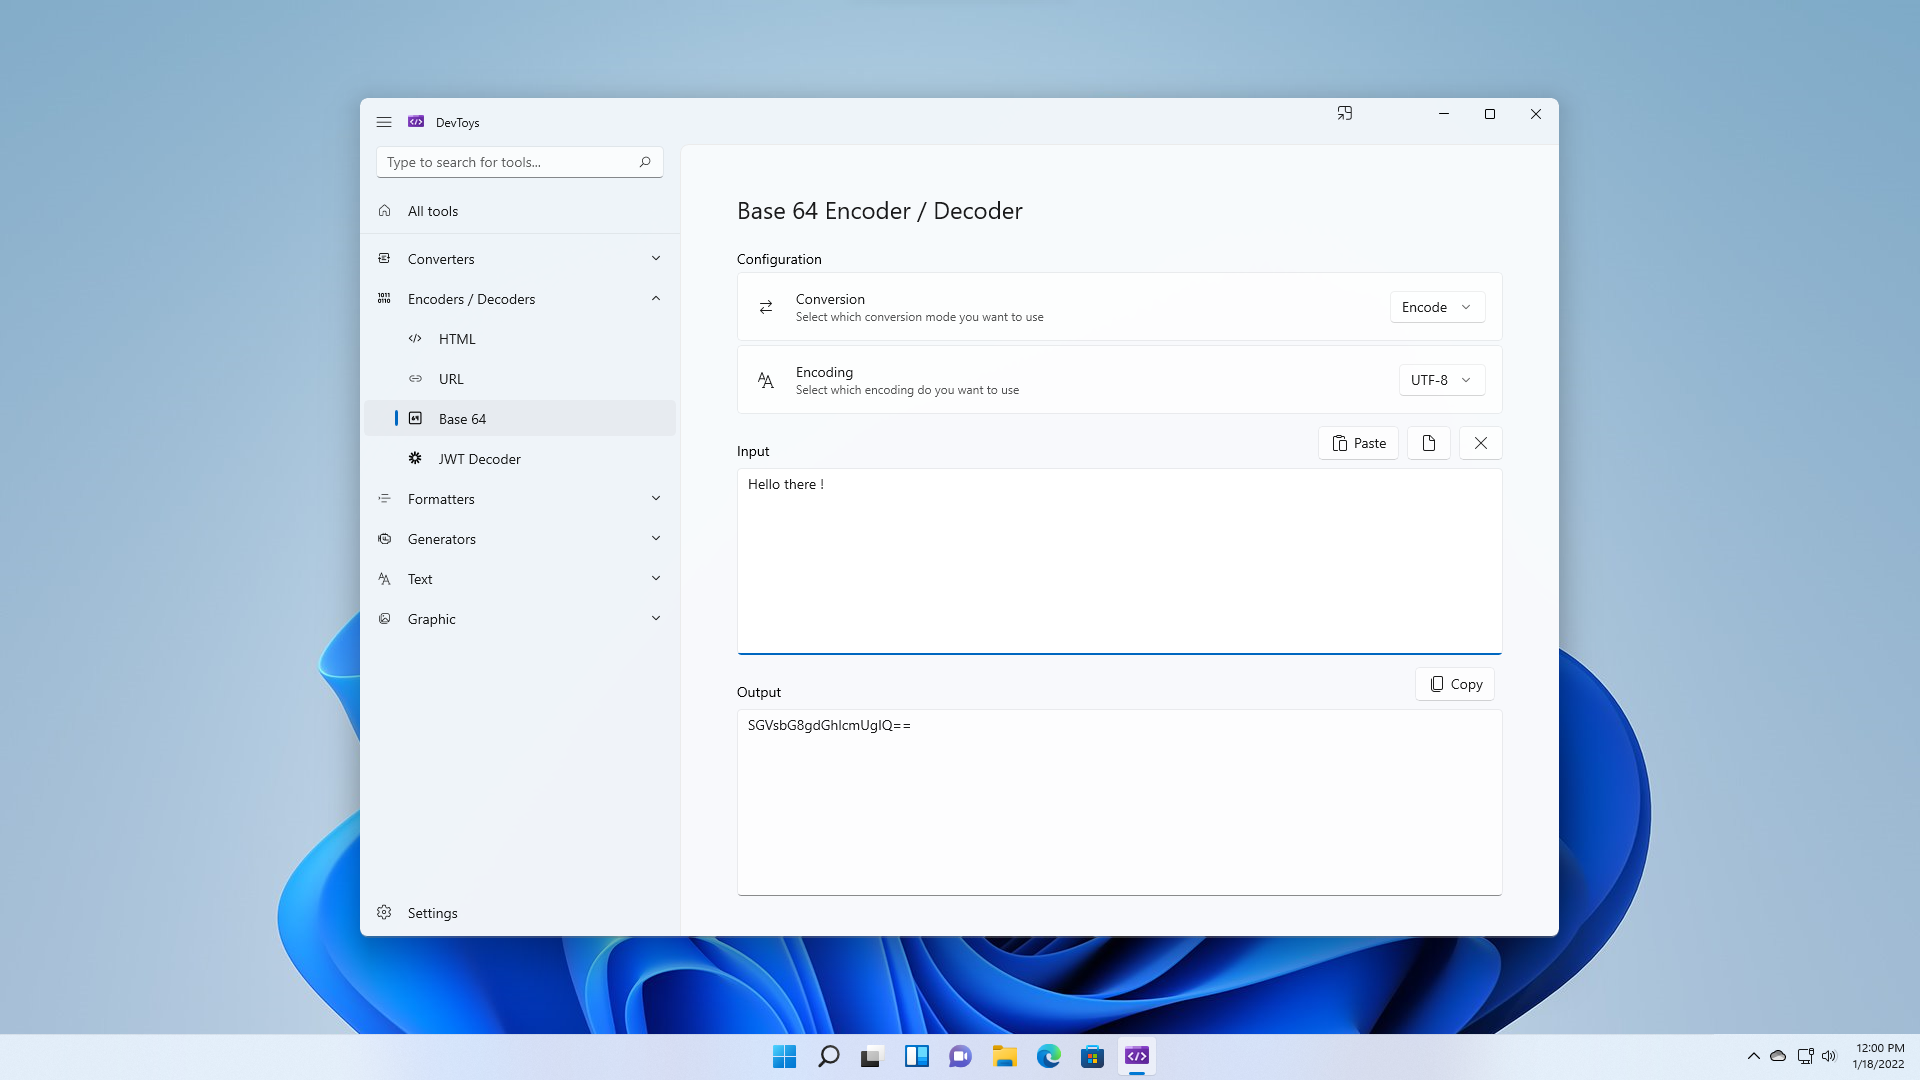 DevToys
Type to search for tools...
All tools
Converters
Encoders / Decoders
HTML
URL
Base 64
JWT Decoder
Formatters
Generators
Text
Graphic
Settings
Base 64 Encoder / Decoder
Configuration
Conversion
Select which conversion mode you want to use
Encode
Encoding
Select which encoding do you want to use
UTF-8
Input
Paste
Hello there !
Output
Copy
SGVsbG8gdGhlcmUgIQ==
12:00 PM
1/18/2022